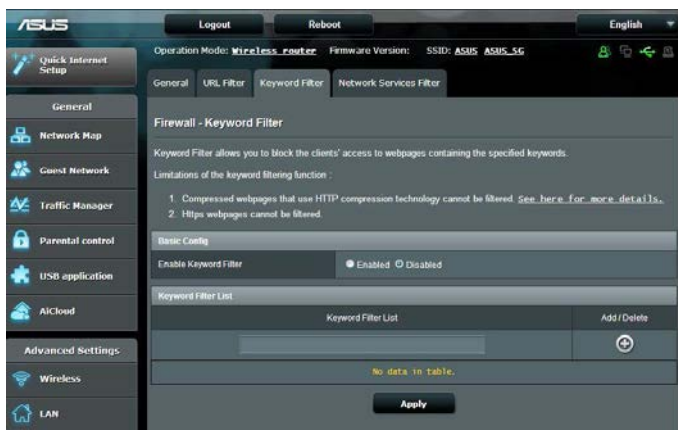 ASUS
Logout
Reboot
English
Quick Internet Setup
Operation Mode: Wireless router Firmware Version: SSID: ASUS ASUS_5G
General URL Filter Keyword Filter Network Services Filter
General
Network Map
Guest Network
Traffic Manager
Parental control
USB application
AiCloud
Advanced Settings
Wireless
LAN
Firewall - Keyword Filter
Keyword Filter allows you to block the clients' access to webpages containing the specified keywords.
Limitations of the keyword filtering function :
1. Compressed webpages that use HTTP compression technology cannot be filtered. See here for more details.
2. Https webpages cannot be filtered.
Basic Config
Enable Keyword Filter Enabled Disabled
Keyword Filter List
Keyword Filter List Add / Delete
No data in table.
Apply